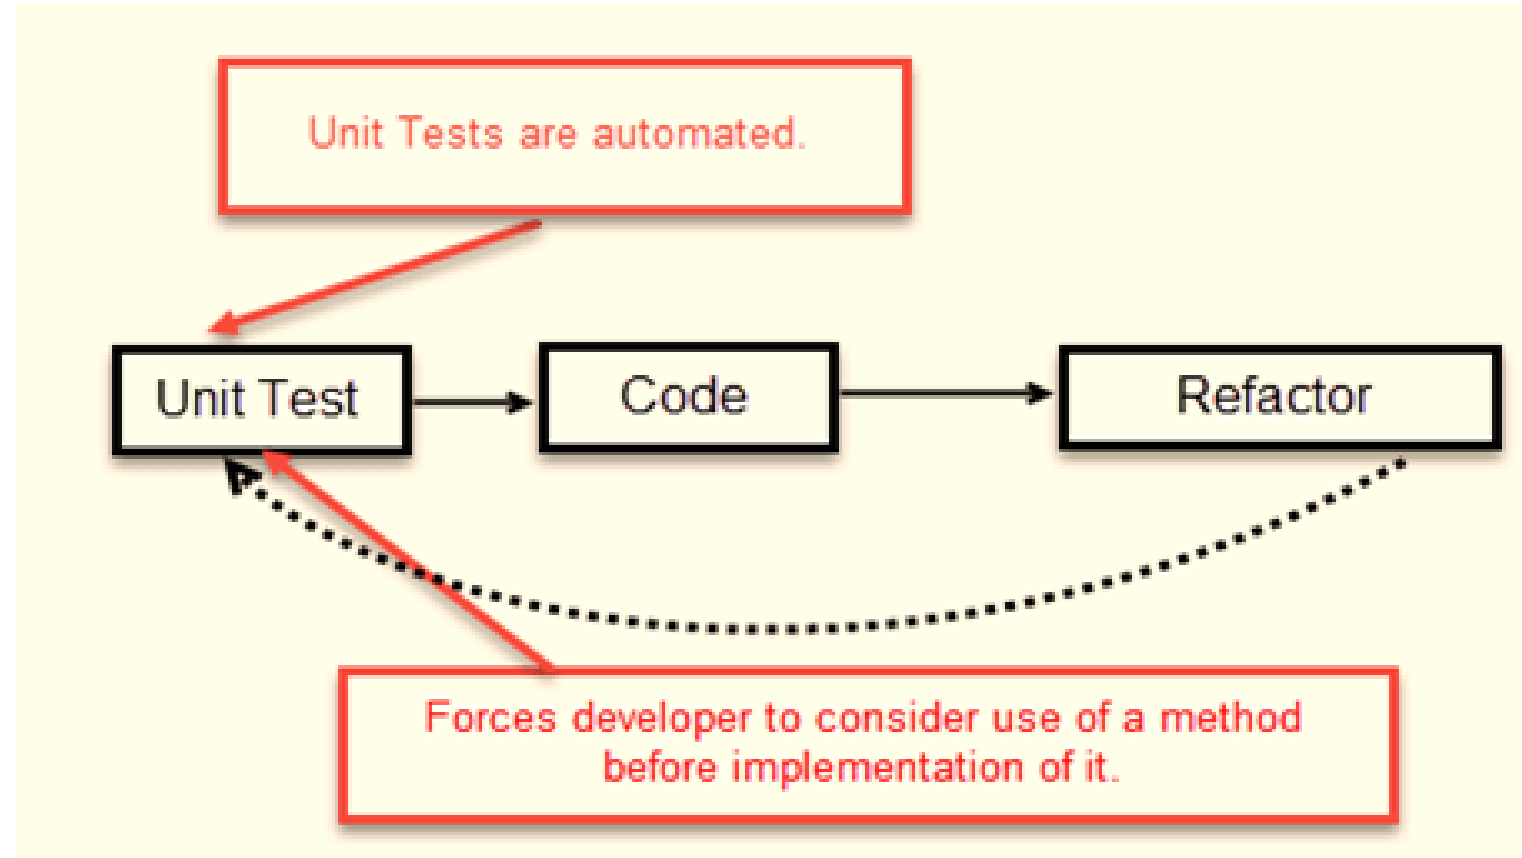 Unit Tests are automated.
Unit Test
Code
Refactor
Forces developer to consider use of a method
before implementation of it.